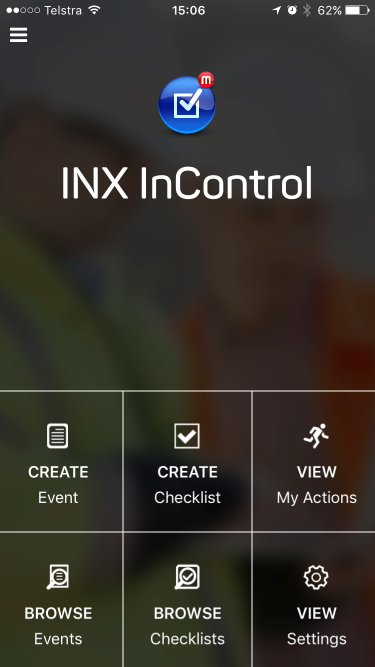 Telstra 15:06 62%
m
INX InControl
CREATE CREATE VIEW
Event Checklist My Actions
BROWSE BROWSE VIEW
Events Checklists Settings